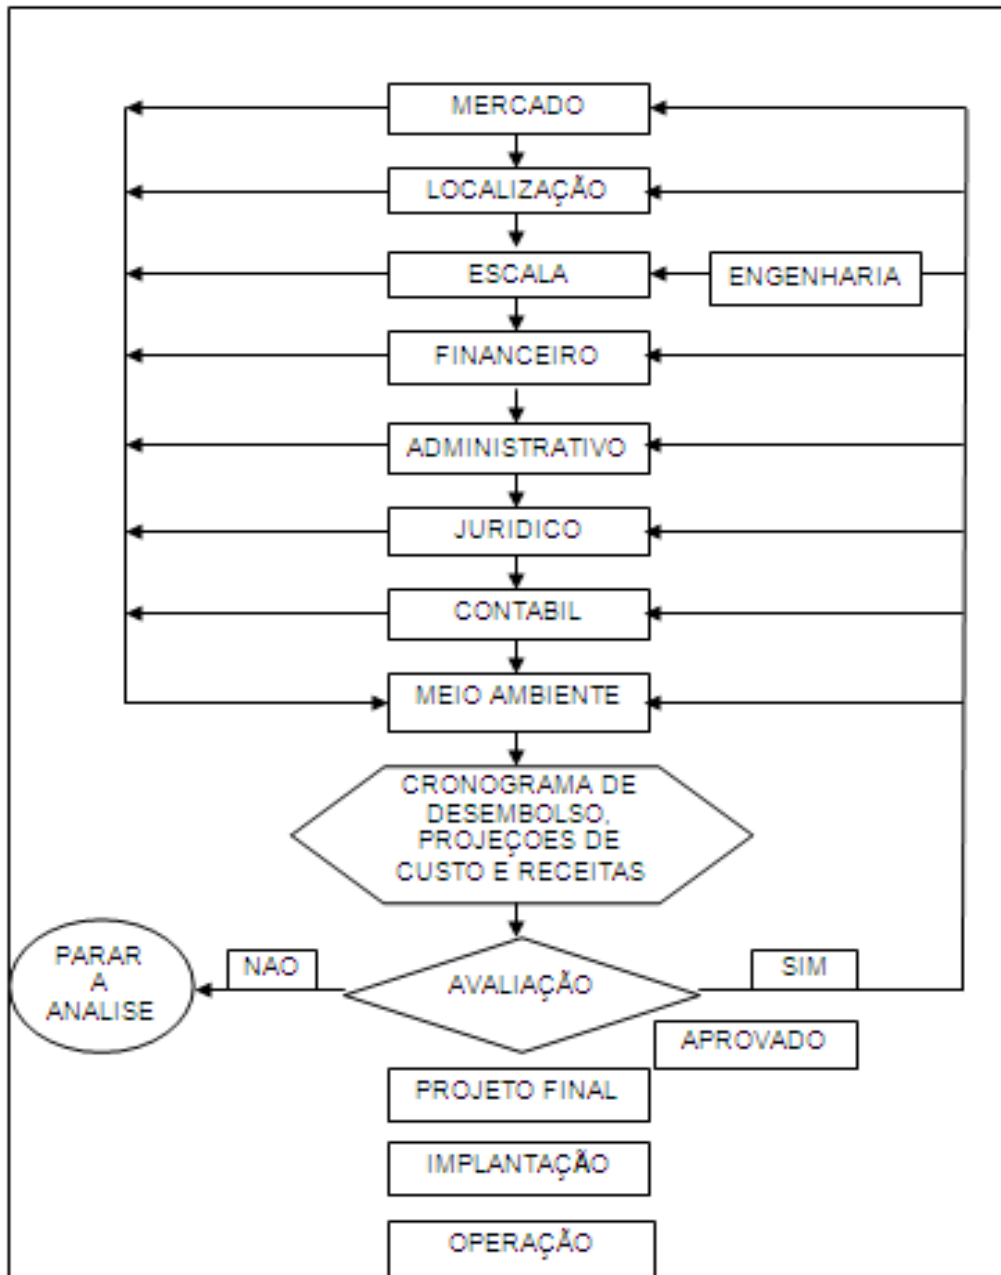 MERCADO
LOCALIZAÇÃO
ESCALA
ENGENHARIA
FINANCEIRO
ADMINISTRATIVO
JURIDICO
CONTABIL
MEIO AMBIENTE
CRONOGRAMA DE
DESEMBOLSO,
PROJEÇOES DE
CUSTO E RECEITAS
PARAR
A
ANALISE
NAO
AVALIAÇÃO
SIM
APROVADO
PROJETO FINAL
IMPLANTAÇÃO
OPERAÇÃO